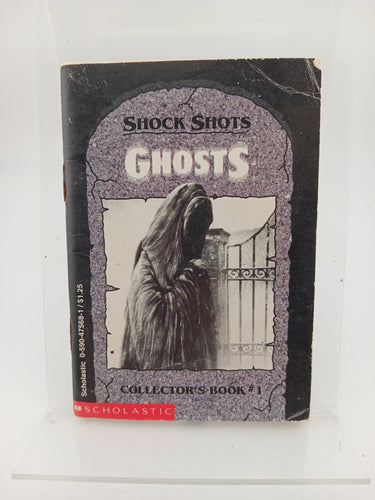 SHOCK SHOTS
GHOSTS
COLLECTOR'S BOOK #1
SCHOLASTIC
Scholastic 0-590-47568-1 / $1.25